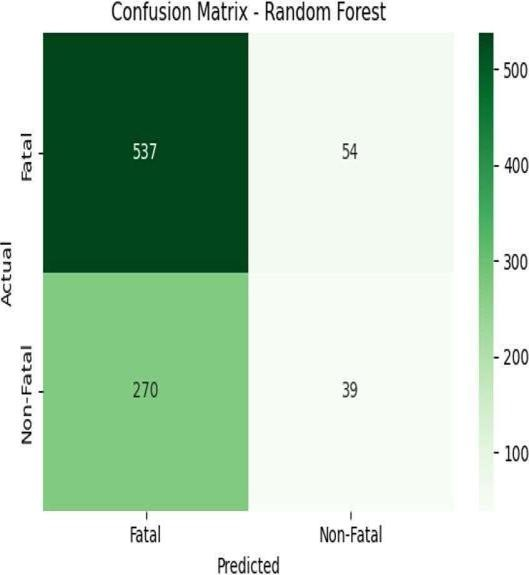 Confusion Matrix - Random Forest
Actual
Fatal
537
54
Non-Fatal
270
39
Fatal
Non-Fatal
Predicted
500
400
300
200
100